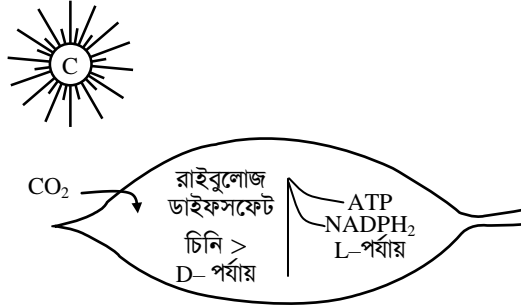 C
CO₂
রাইবুলোজ
ডাইফসফেট
চিনি >
D– পর্যায়
ATP
NADPH₂
L–পর্যায়